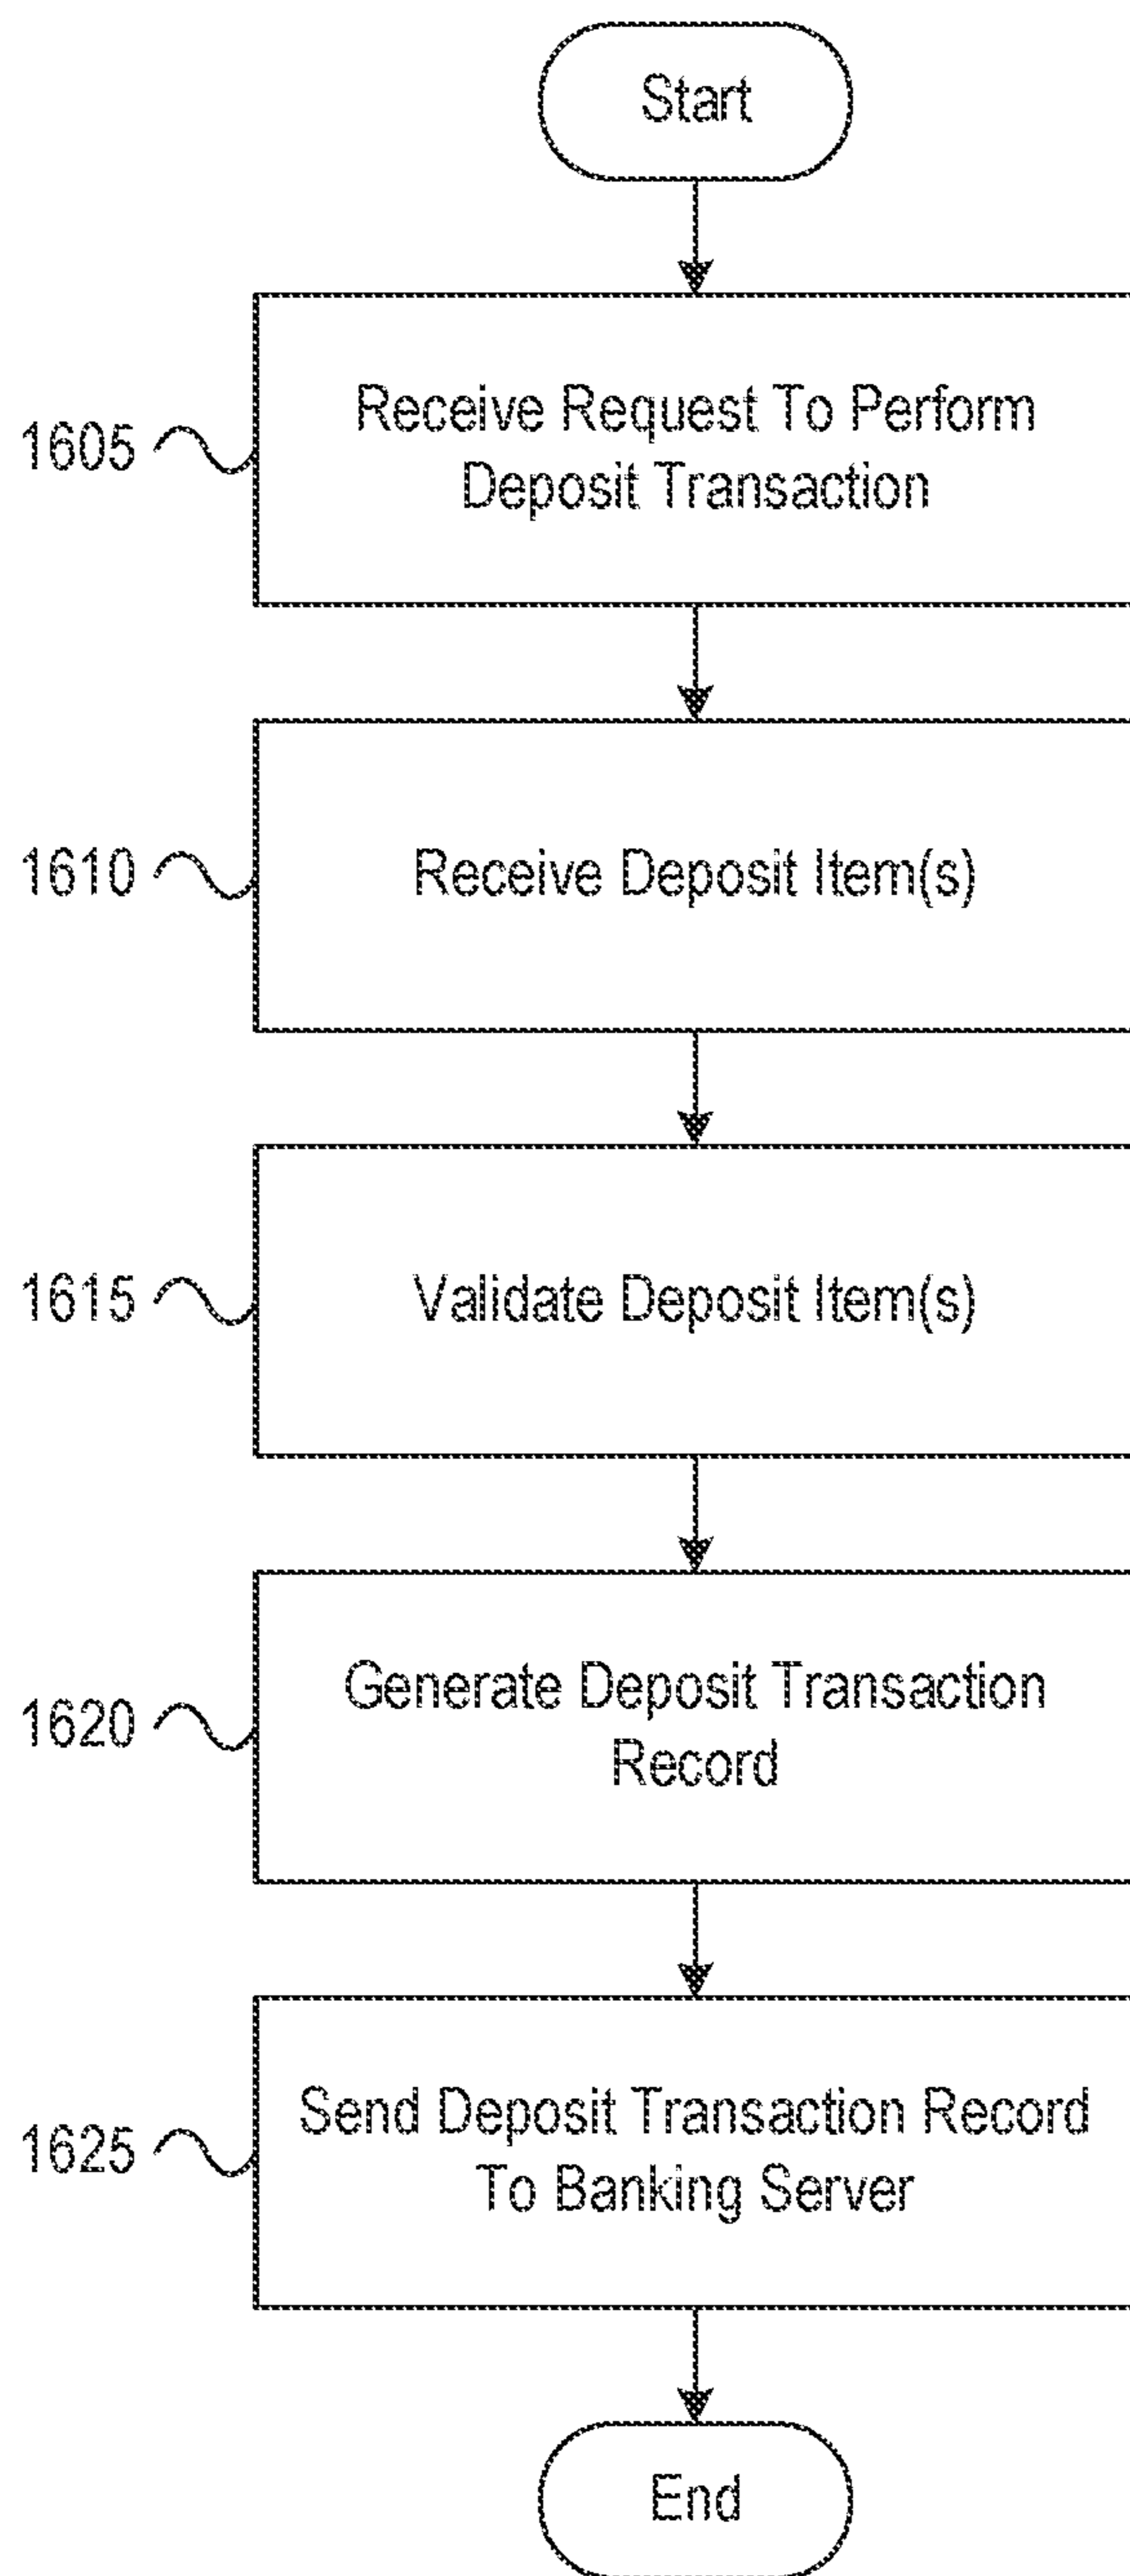 Start
1605
Receive Request To Perform
Deposit Transaction
1610
Receive Deposit Item(s)
1615
Validate Deposit Item(s)
1620
Generate Deposit Transaction
Record
1625
Send Deposit Transaction Record
To Banking Server
End